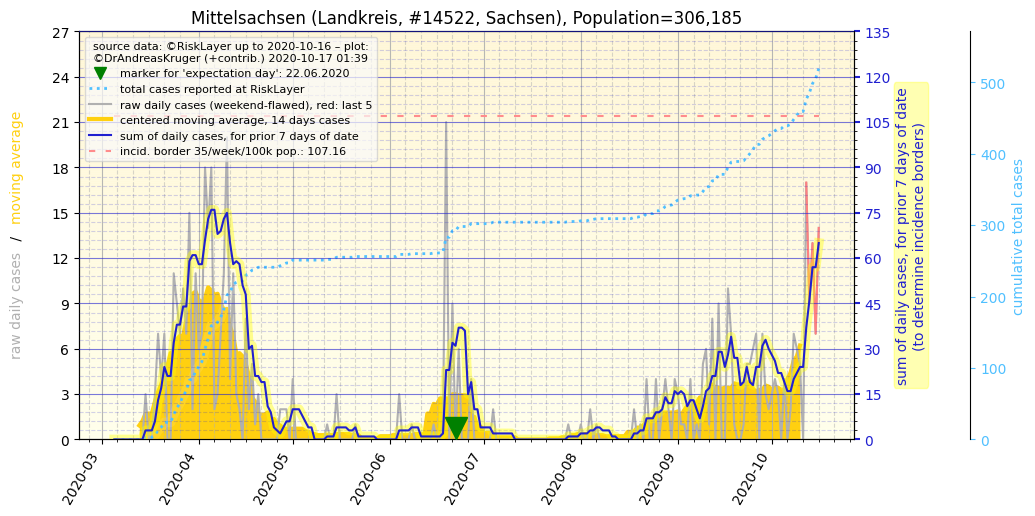 Mittelsachsen (Landkreis, #14522, Sachsen), Population=306,185
source data: ©RiskLayer up to 2020-10-16 – plot:
©DrAndreasKruger (+contrib.) 2020-10-17 01:39
marker for 'expectation day': 22.06.2020
total cases reported at RiskLayer
raw daily cases (weekend-flawed), red: last 5
centered moving average, 14 days cases
sum of daily cases, for prior 7 days of date
incid. border 35/week/100k pop.: 107.16
raw daily cases / moving average
27
24
21
18
15
12
9
6
3
0
2020-03
2020-04
2020-05
2020-06
2020-07
2020-08
2020-09
2020-10
135
120
105
90
75
60
45
30
15
0
sum of daily cases, for prior 7 days of date
(to determine incidence borders)
500
400
300
200
100
0
cumulative total cases